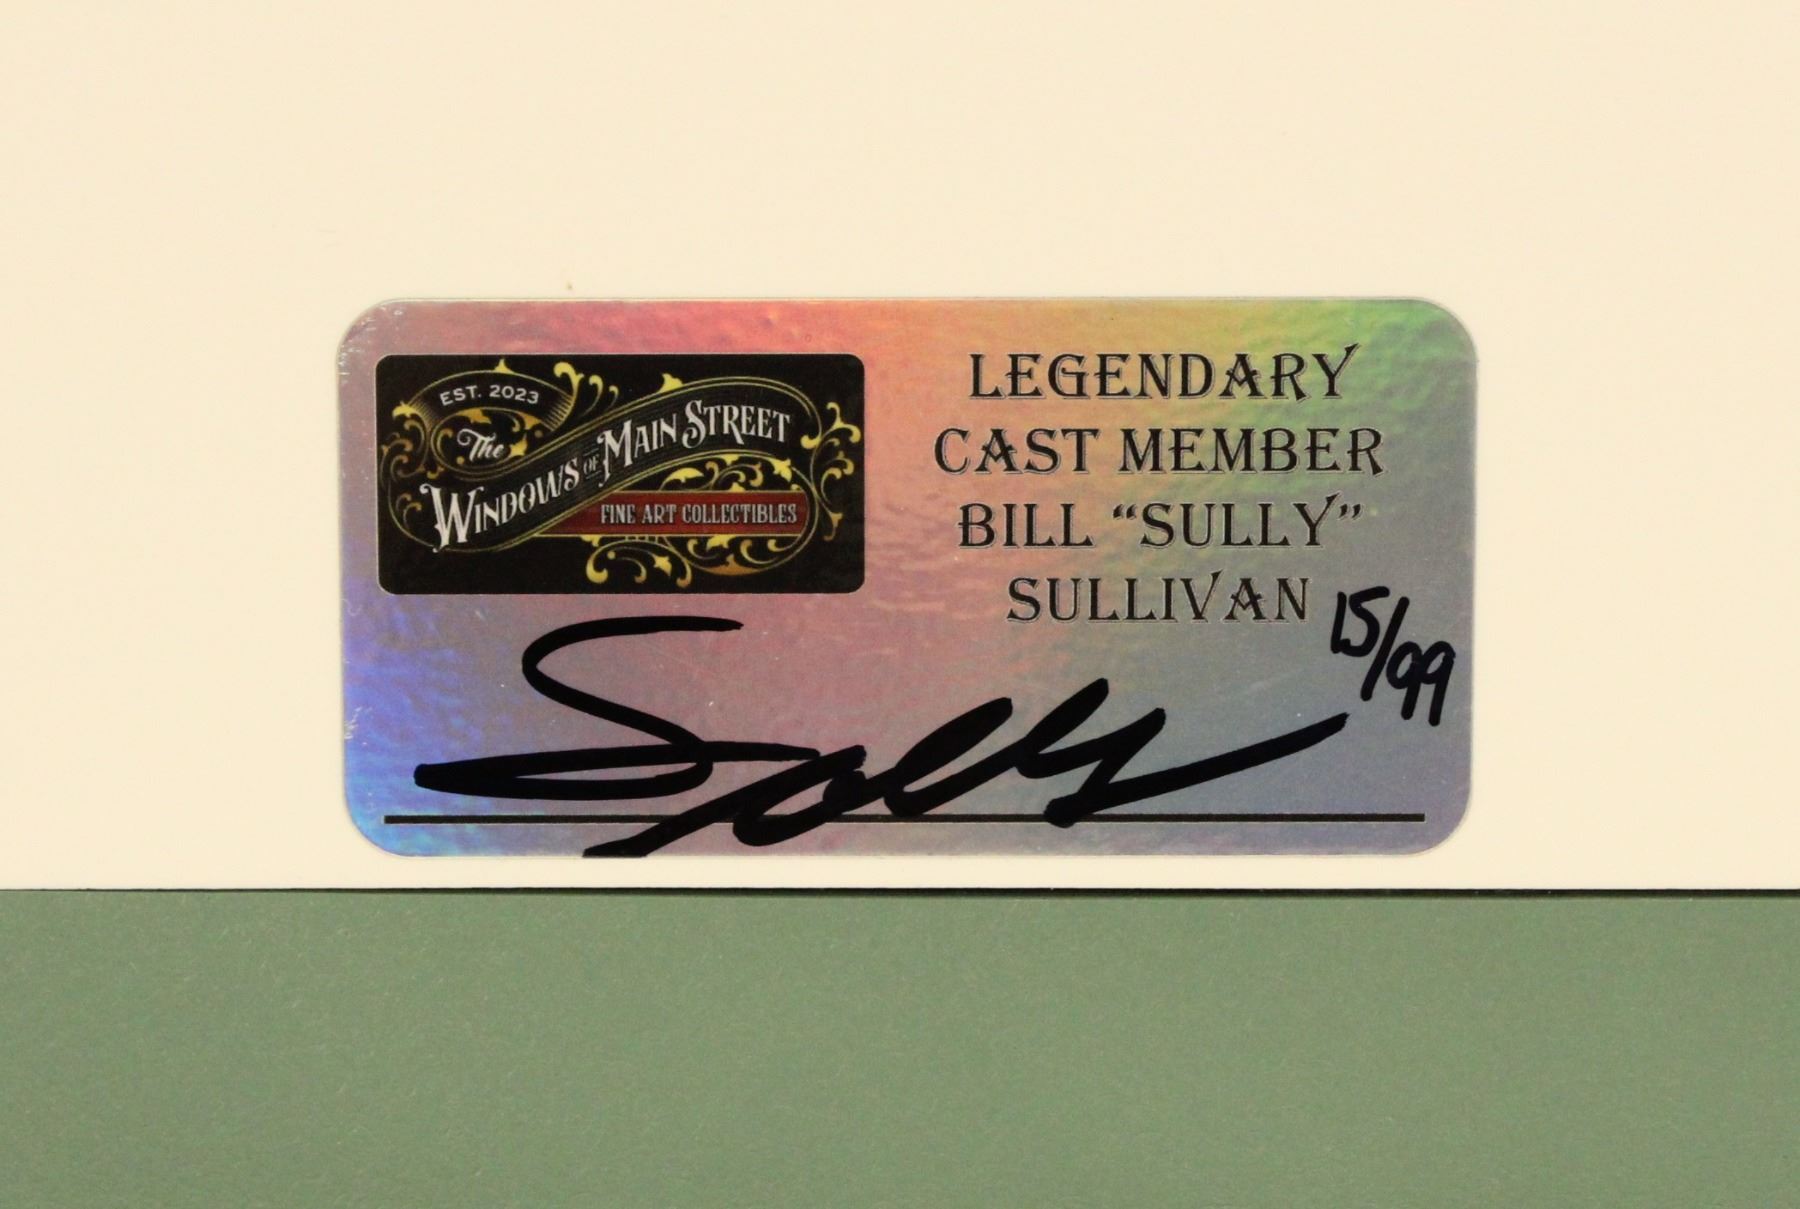 EST. 2023
The
WINDOWS OF MAIN STREET
FINE ART COLLECTIBLES
LEGENDARY
CAST MEMBER
BILL “SULLY”
SULLIVAN
15/99
Sully